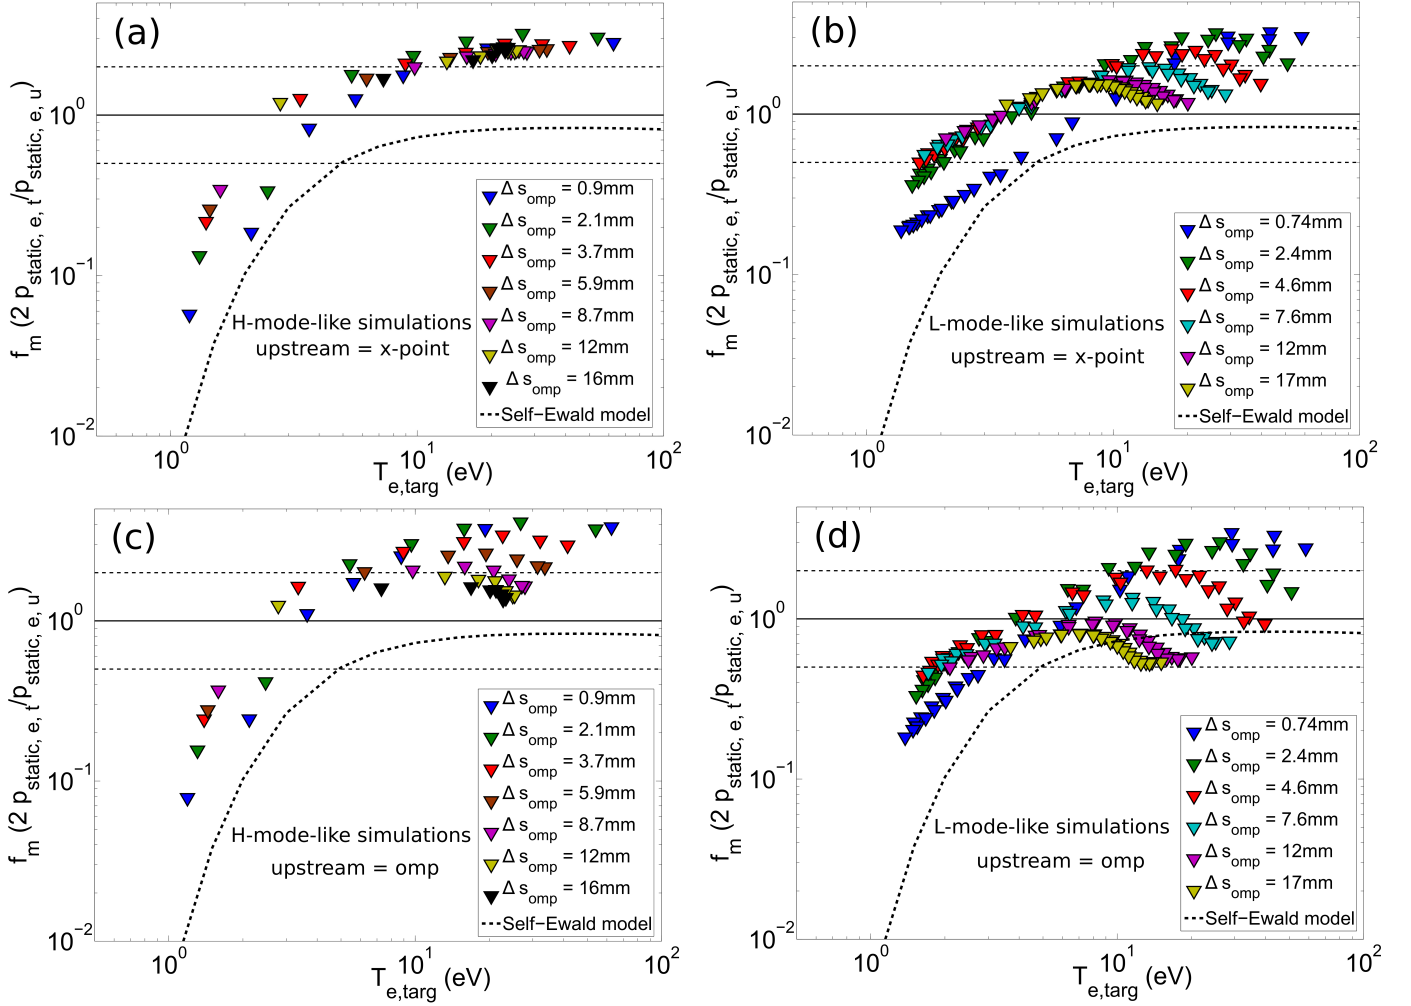 (a)
10^0
10^-1
10^-2
f_m (2 p_static, e, t/p_static, e, u)
H-mode-like simulations
upstream = x-point
Δ s_omp = 0.9mm
Δ s_omp = 2.1mm
Δ s_omp = 3.7mm
Δ s_omp = 5.9mm
Δ s_omp = 8.7mm
Δ s_omp = 12mm
Δ s_omp = 16mm
Self−Ewald model
10^0
10^1
10^2
T_e,targ (eV)
(b)
10^0
10^-1
10^-2
f_m (2 p_static, e, t/p_static, e, u)
L-mode-like simulations
upstream = x-point
Δ s_omp = 0.74mm
Δ s_omp = 2.4mm
Δ s_omp = 4.6mm
Δ s_omp = 7.6mm
Δ s_omp = 12mm
Δ s_omp = 17mm
Self−Ewald model
10^0
10^1
10^2
T_e,targ (eV)
(c)
10^0
10^-1
10^-2
f_m (2 p_static, e, t/p_static, e, u)
H-mode-like simulations
upstream = omp
Δ s_omp = 0.9mm
Δ s_omp = 2.1mm
Δ s_omp = 3.7mm
Δ s_omp = 5.9mm
Δ s_omp = 8.7mm
Δ s_omp = 12mm
Δ s_omp = 16mm
Self−Ewald model
10^0
10^1
10^2
T_e,targ (eV)
(d)
10^0
10^-1
10^-2
f_m (2 p_static, e, t/p_static, e, u)
L-mode-like simulations
upstream = omp
Δ s_omp = 0.74mm
Δ s_omp = 2.4mm
Δ s_omp = 4.6mm
Δ s_omp = 7.6mm
Δ s_omp = 12mm
Δ s_omp = 17mm
Self−Ewald model
10^0
10^1
10^2
T_e,targ (eV)